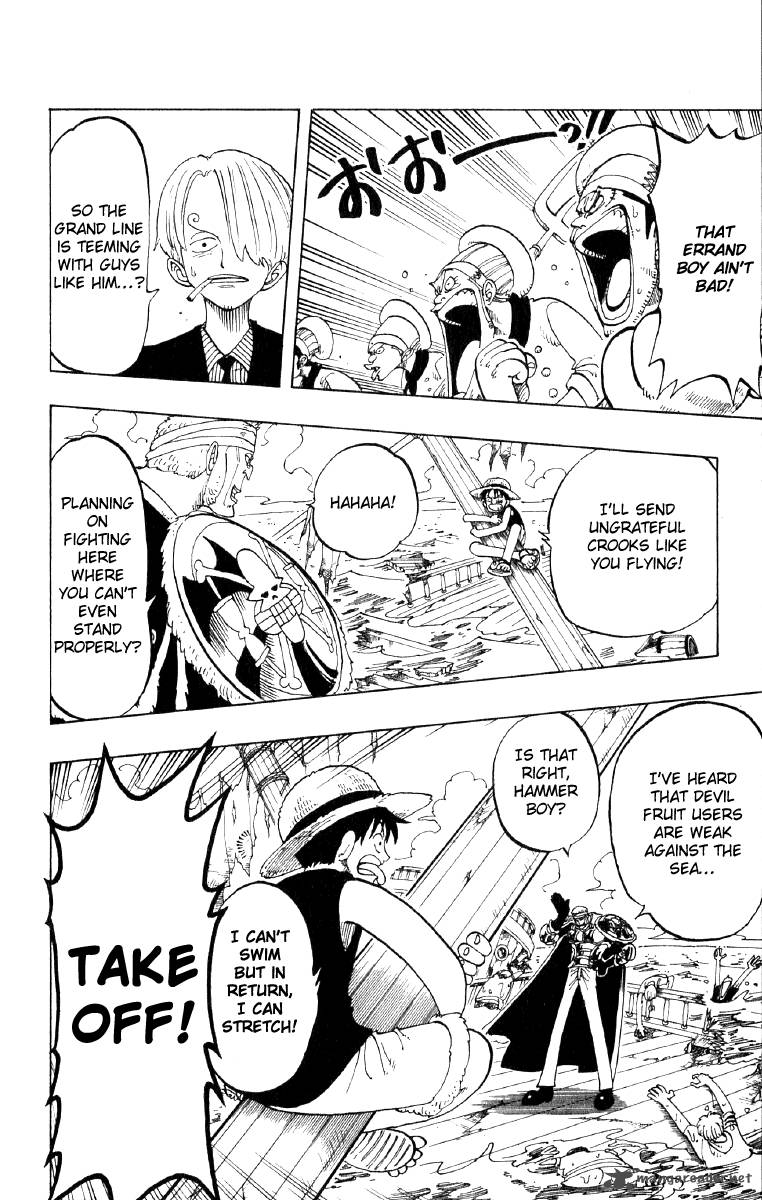 THAT
ERRAND
BOY AIN'T
BAD!
おおーっ!!
SO THE
GRAND LINE
IS TEEMING
WITH GUYS
LIKE HIM...?
I'LL SEND
UNGRATEFUL
CROOKS LIKE
YOU FLYING!
HAHAHA!
PLANNING
ON
FIGHTING
HERE
WHERE
YOU CAN'T
EVEN
STAND
PROPERLY?
I'VE HEARD
THAT DEVIL
FRUIT USERS
ARE WEAK
AGAINST
THE SEA...
IS THAT
RIGHT,
HAMMER
BOY?
I CAN'T
SWIM
BUT IN
RETURN,
I CAN
STRETCH!
TAKE
OFF!
mangareader.net